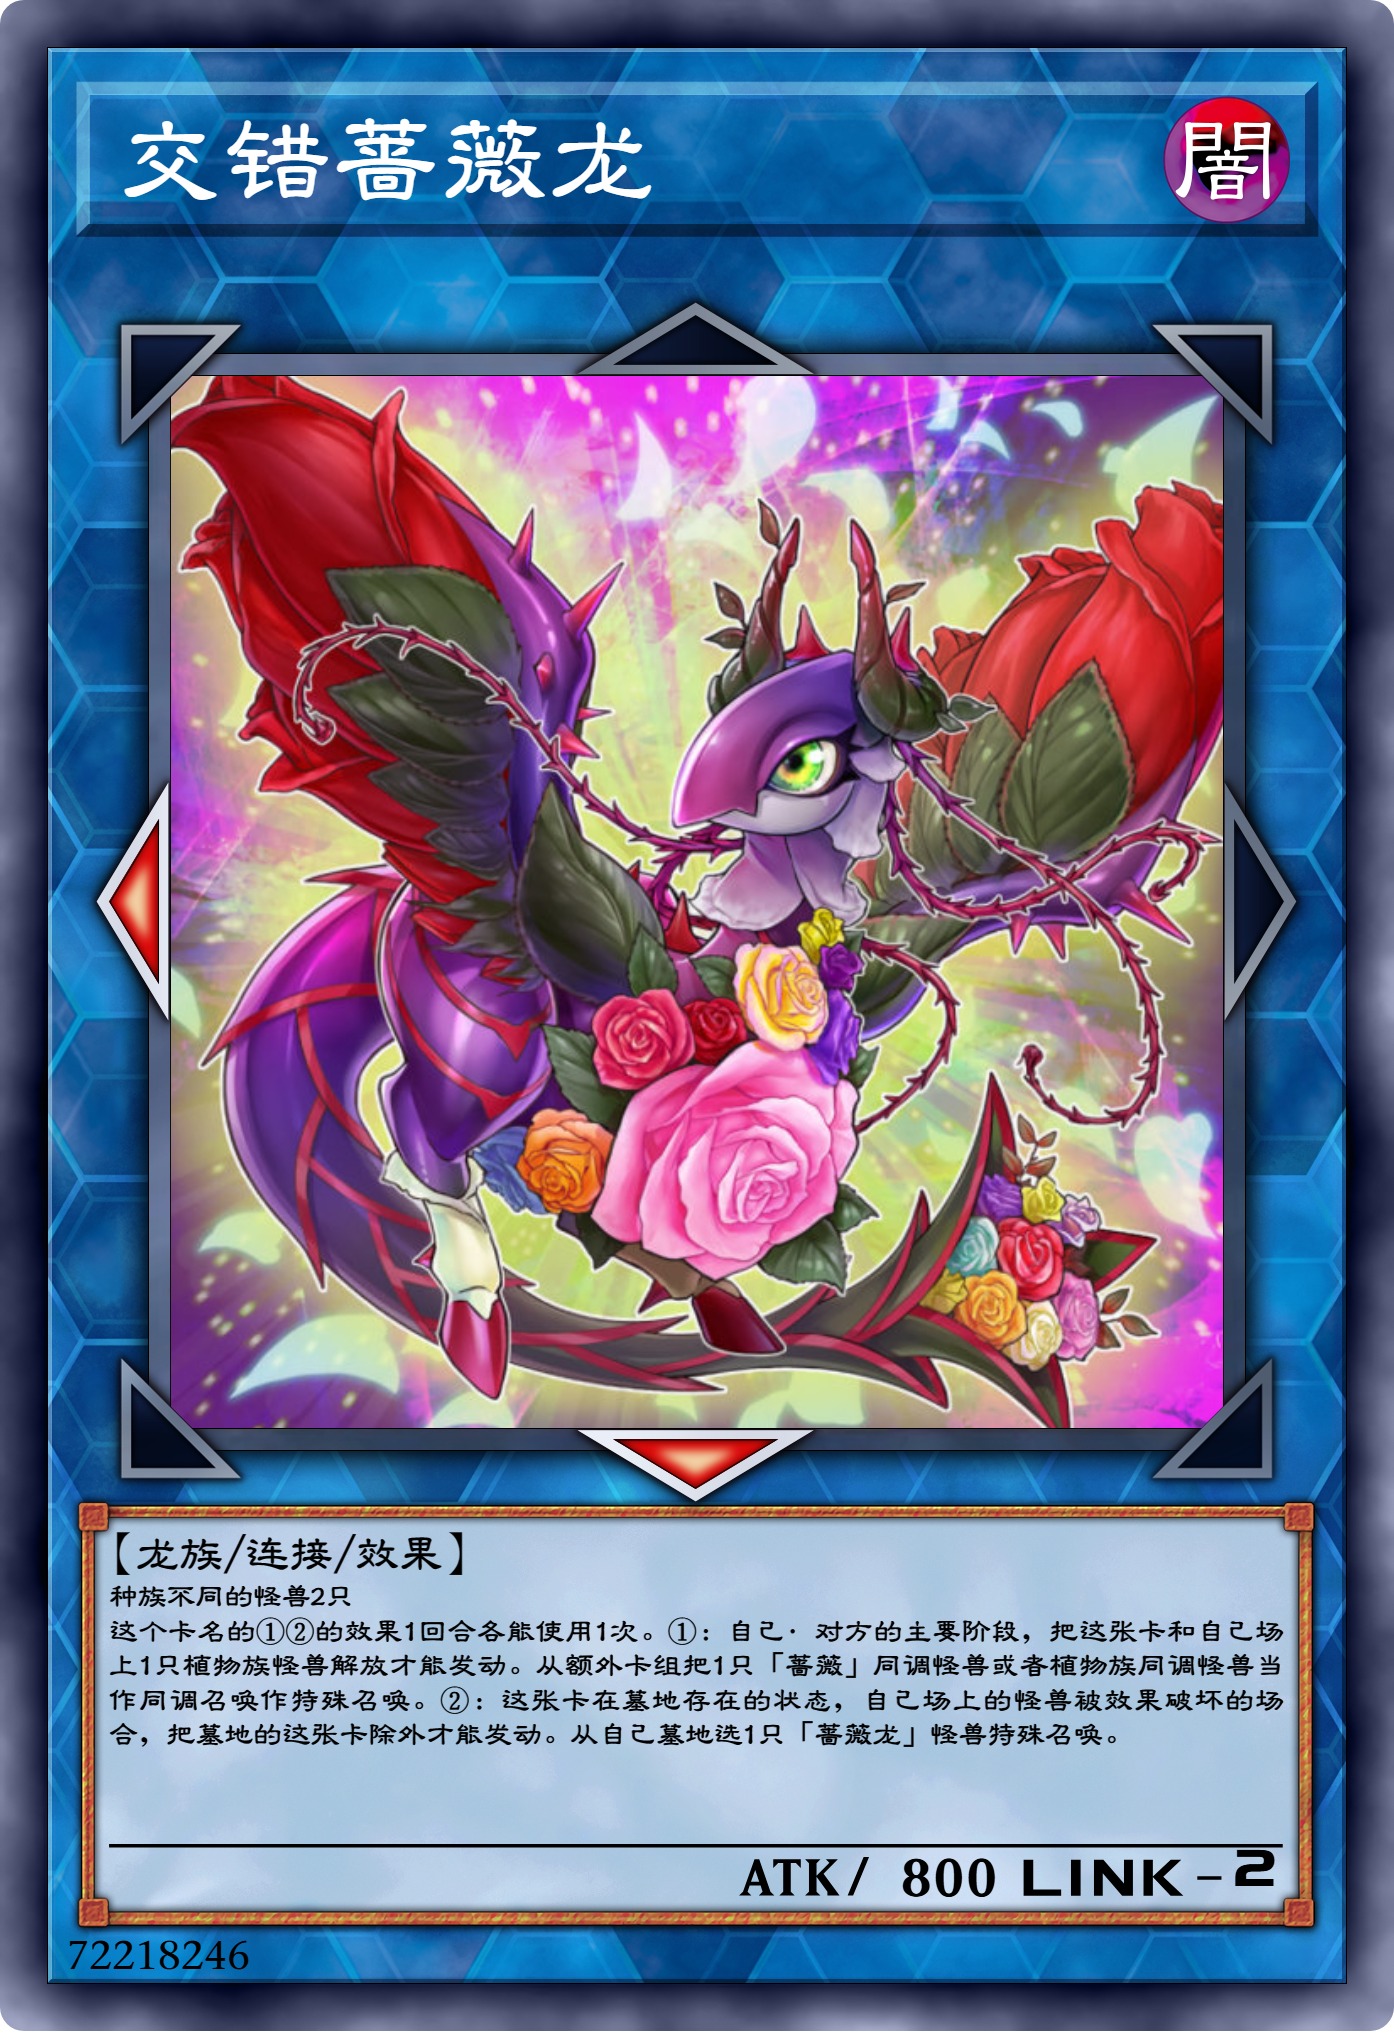 交错蔷薇龙
闇
【龙族/连接/效果】
种族不同的怪兽2只
这个卡名的①②的效果1回合各能使用1次。①：自己·对方的主要阶段，把这张卡和自己场
上1只植物族怪兽解放才能发动。从额外卡组把1只「蔷薇」同调怪兽或者植物族同调怪兽当
作同调召唤作特殊召唤。②：这张卡在墓地存在的状态，自己场上的怪兽被效果破坏的场
合，把墓地的这张卡除外才能发动。从自己墓地选1只「蔷薇龙」怪兽特殊召唤。
ATK/ 800 LINK-2
72218246